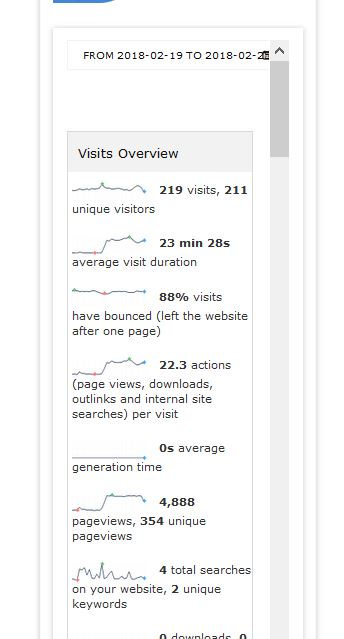 FROM 2018-02-19 TO 2018-02-
Visits Overview
219 visits, 211
unique visitors
23 min 28s
average visit duration
88% visits
have bounced (left the website
after one page)
22.3 actions
(page views, downloads,
outlinks and internal site
searches) per visit
0s average
generation time
4,888
pageviews, 354 unique
pageviews
4 total searches
on your website, 2 unique
keywords
0 downloads, 0